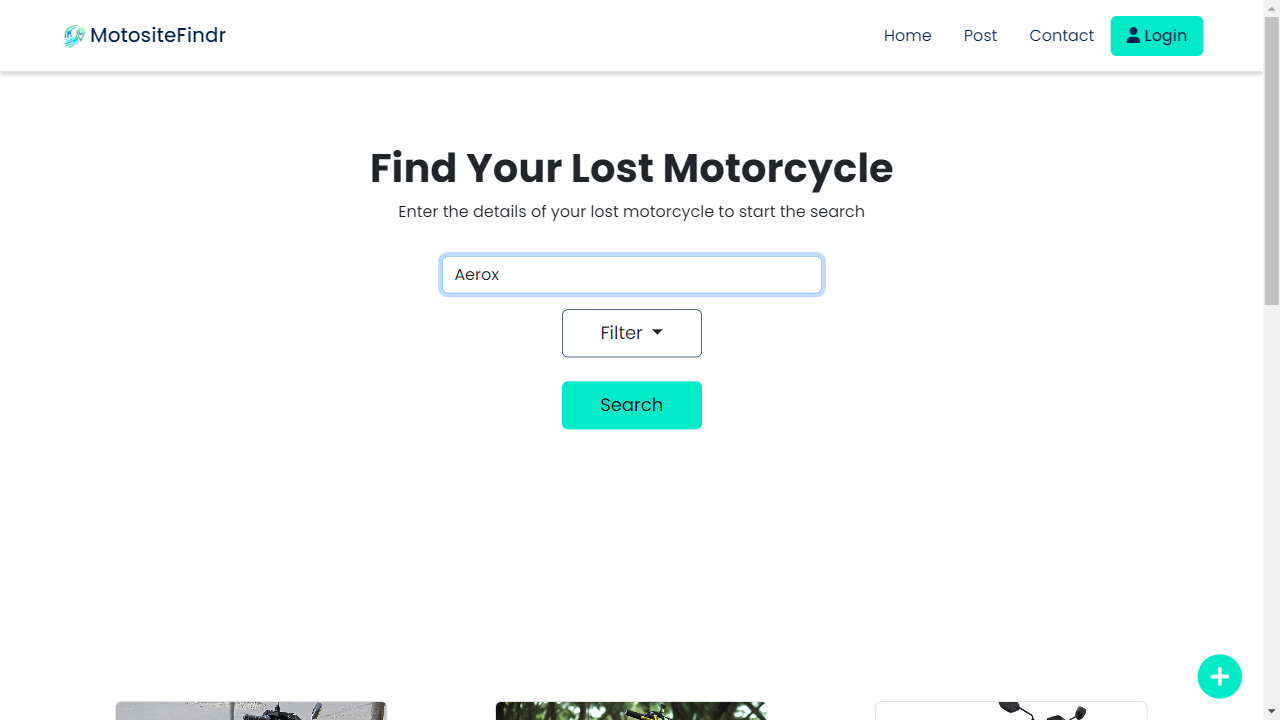 MotositeFindr
Home
Post
Contact
Login
Find Your Lost Motorcycle
Enter the details of your lost motorcycle to start the search
Aerox
Filter
Search